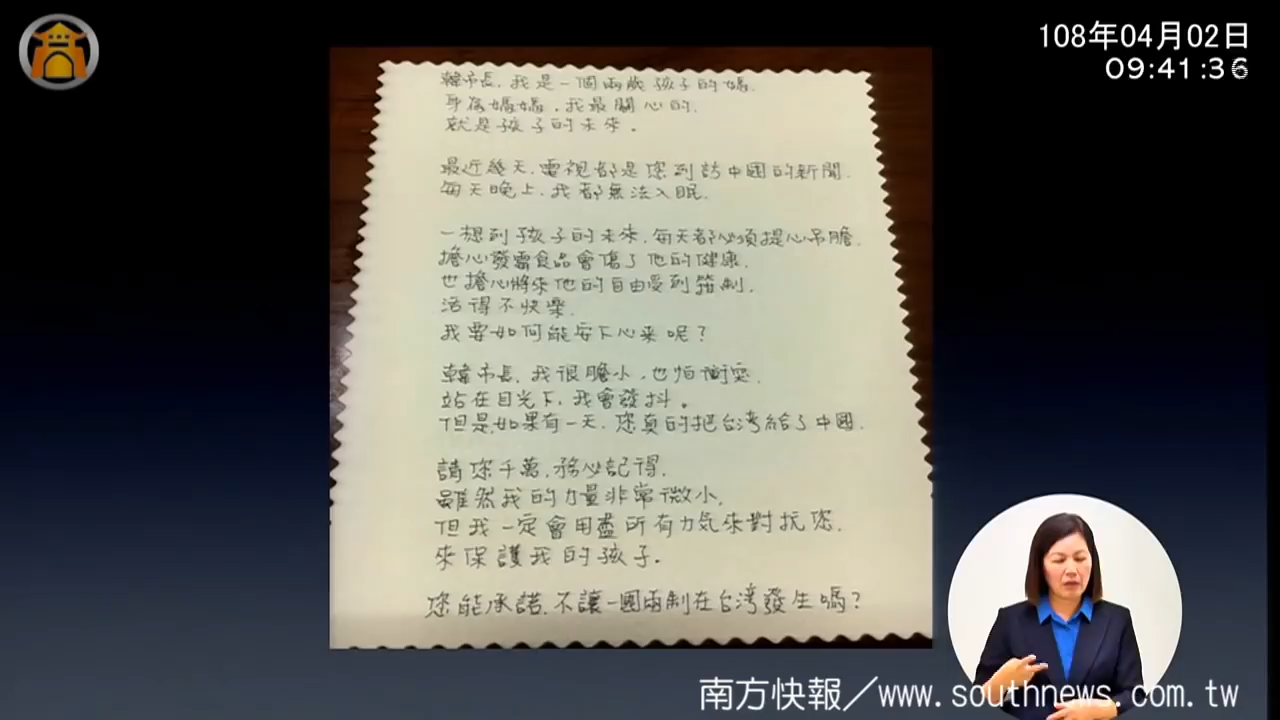 108年04月02日
09:41:36
韓市長，我是一個兩歲孩子的媽，
身為媽媽，我最關心的，
就是孩子的未來。
最近幾天，電視都是您到訪中國的新聞，
每天晚上，我都無法入眠，
一想到孩子的未來，每天都必須提心吊膽，
擔心發霉食品會傷了他的健康，
也擔心將來他的自由受到箝制，
活得不快樂，
我要如何能安下心來呢？
韓市長，我很膽小，也怕衝突，
站在目光下，我會發抖。
但是，如果有一天，您真的把台灣給了中國，
請您千萬，務必記得，
雖然我的力量非常微小，
但我一定會用盡所有力氣來對抗您，
來保護我的孩子。
您能承諾，不讓一國兩制在台灣發生嗎？
南方快報／www.southnews.com.tw